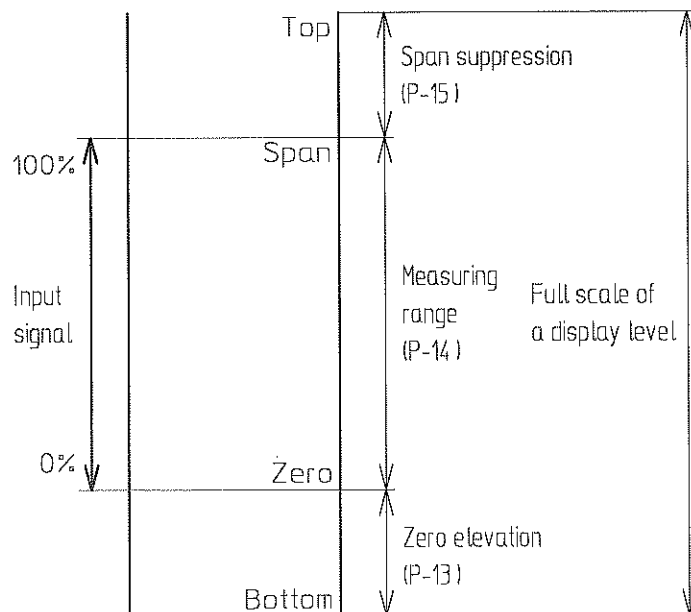 Top
Span suppression
(P-15)
100%
Span
Input
signal
Measuring
range
(P-14)
Full scale of
a display level
0%
Zero
Zero elevation
(P-13)
Bottom